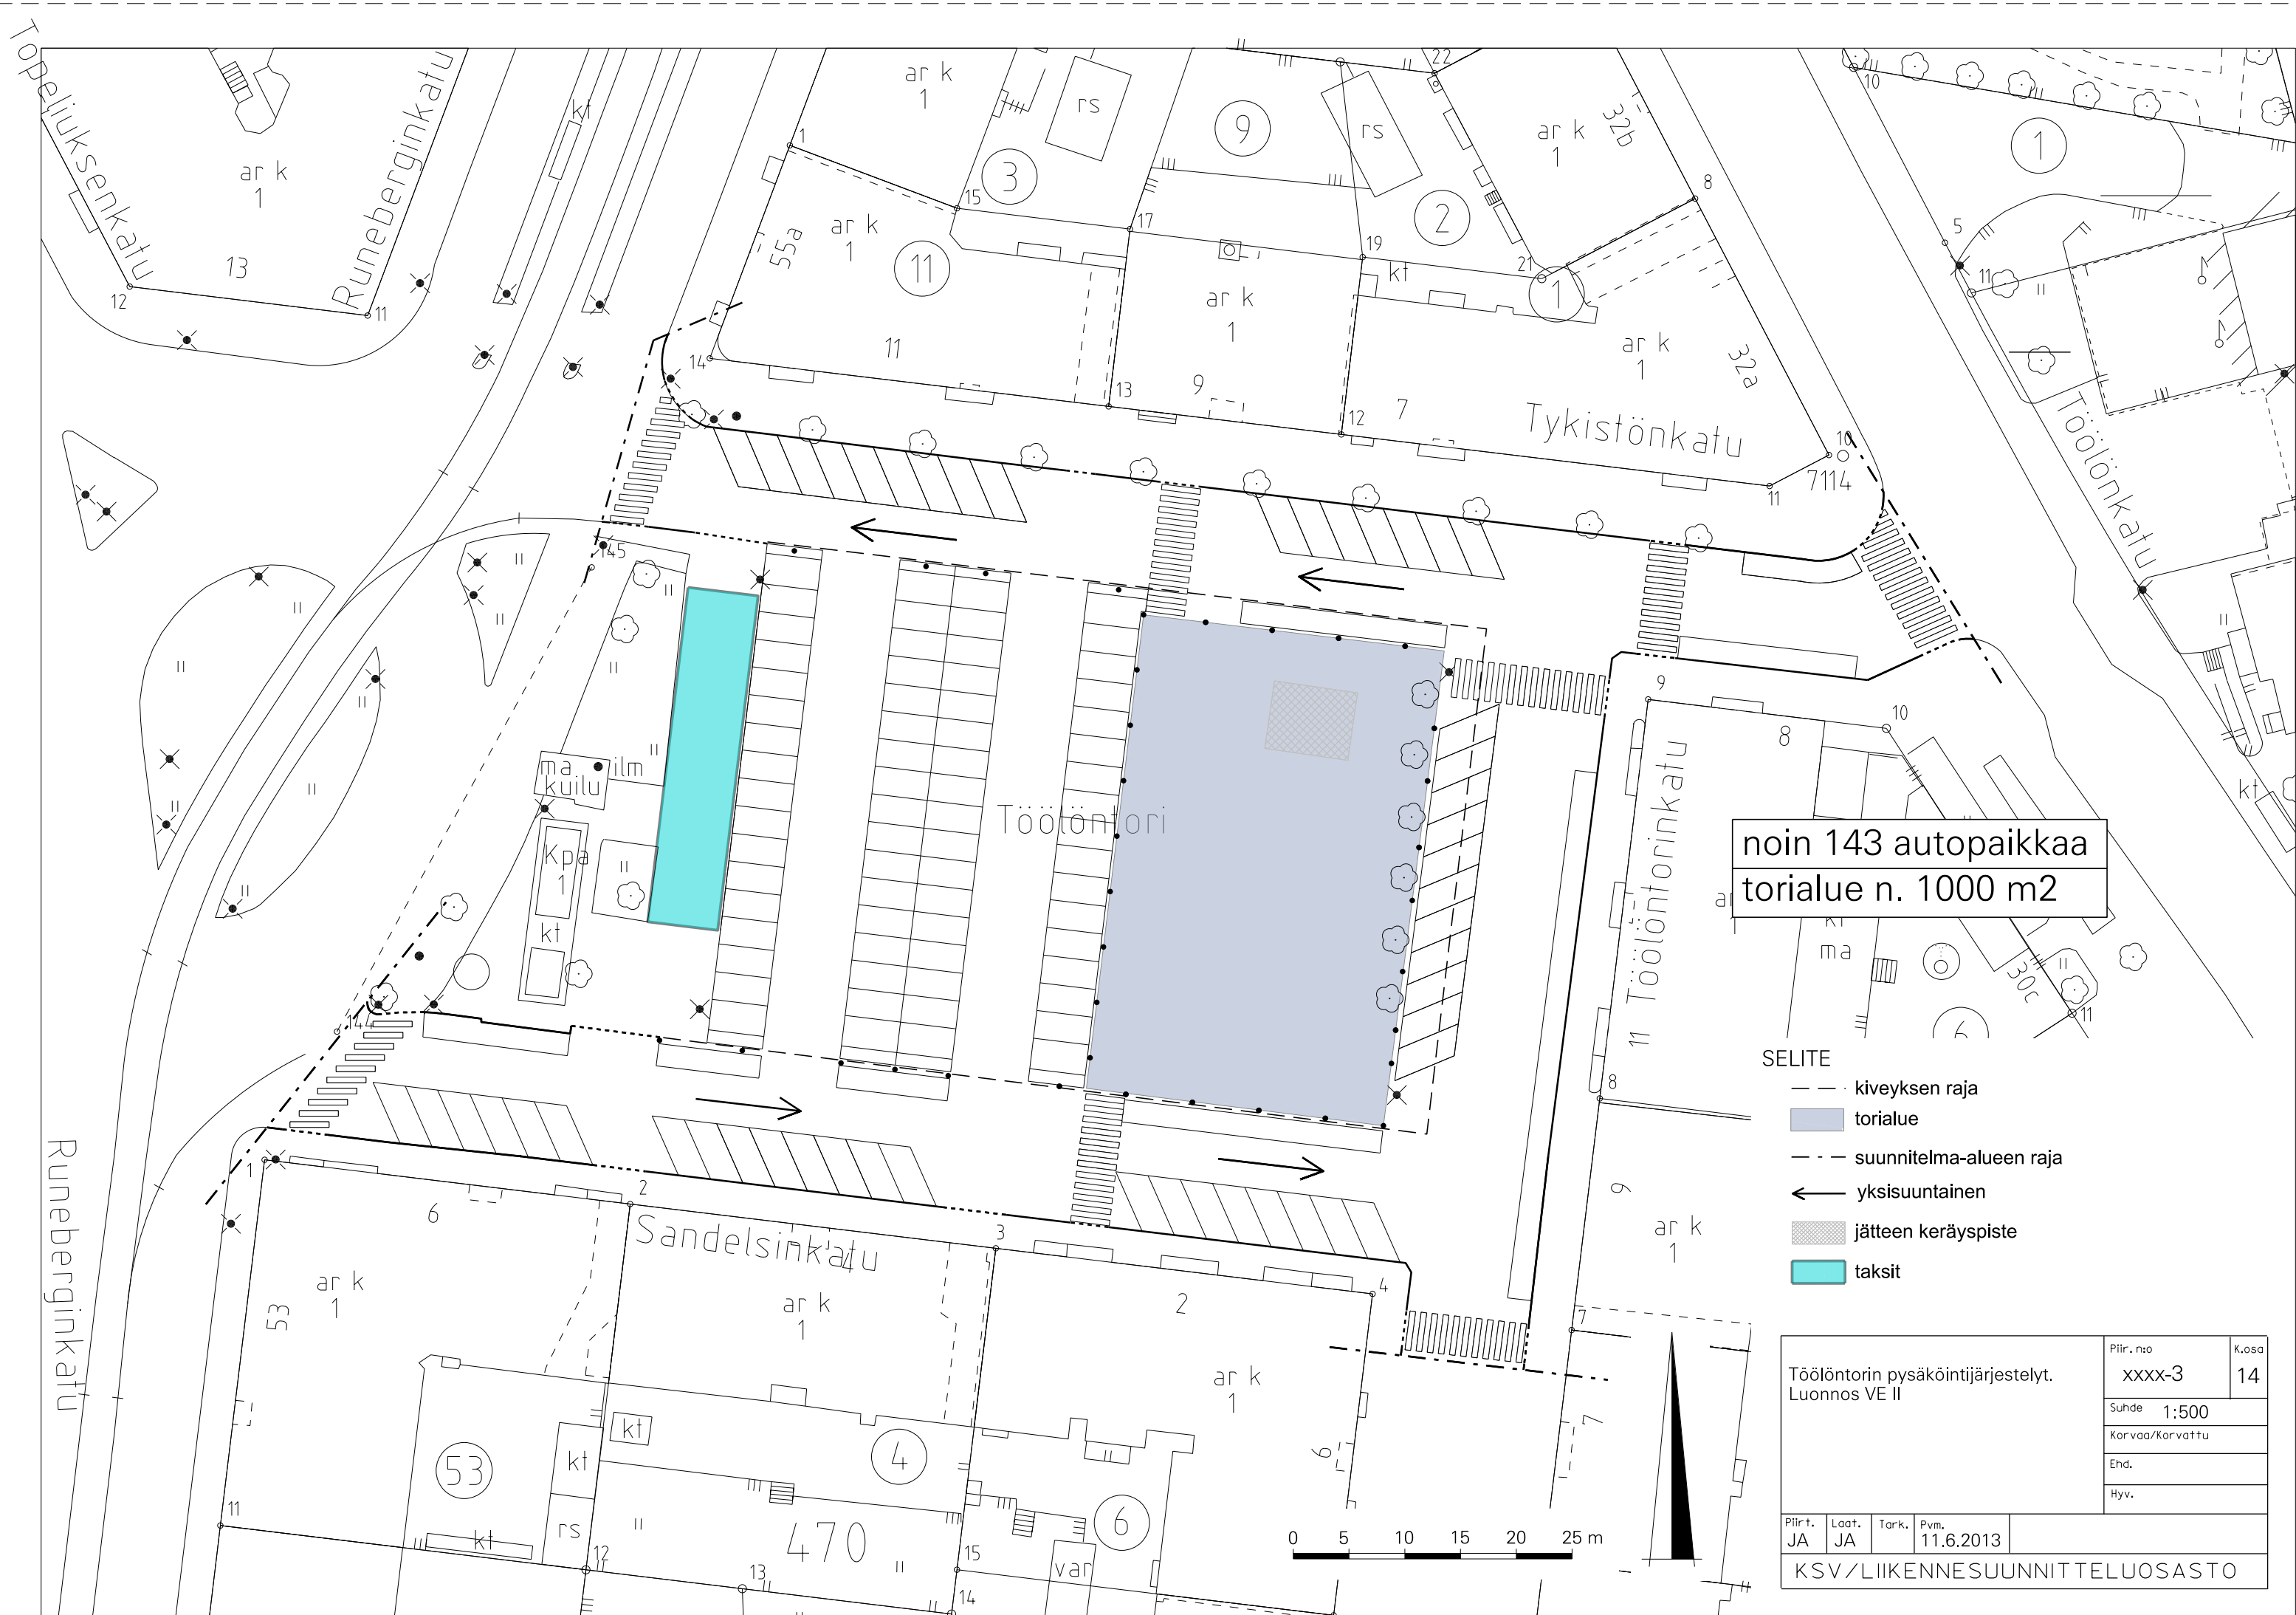 Topeliuksenkatu
Runeberginkatu
ar k
1
13
12
11
kt
ar k
1
rs
3
9
rs
22
ar k
1
32b
10
1
1
15
17
19
21
2
8
5
11
55a
ar k
1
11
ar k
1
kt
1
ar k
1
32a
14
11
13
9
12
7
Tykistönkatu
10
7114
11
Töölönkatu
145
ma
ilm
kuilu
Kpa
1
kt
Töölöntori
9
10
8
Töölöntorinkatu
11
kt
noin 143 autopaikkaa
torialue n. 1000 m2
ma
30c
11
6
8
144
SELITE
kiveyksen raja
torialue
suunnitelma-alueen raja
yksisuuntainen
jätteen keräyspiste
taksit
Runeberginkatu
1
6
2
Sandelsinkatu
4
3
2
4
9
ar k
1
7
7
53
ar k
1
ar k
1
ar k
1
6
kt
kt
53
4
6
11
kt
rs
12
470
13
15
14
var
0 5 10 15 20 25 m
Töölöntorin pysäköintijärjestelyt.
Luonnos VE II
Piir. n:o
xxxx-3
K.osa
14
Suhde 1:500
Korvaa/Korvattu
Ehd.
Hyv.
Piirt.
JA
Laat.
JA
Tark.
Pvm.
11.6.2013
KSV/LIIKENNESUUNNITTELUOSASTO